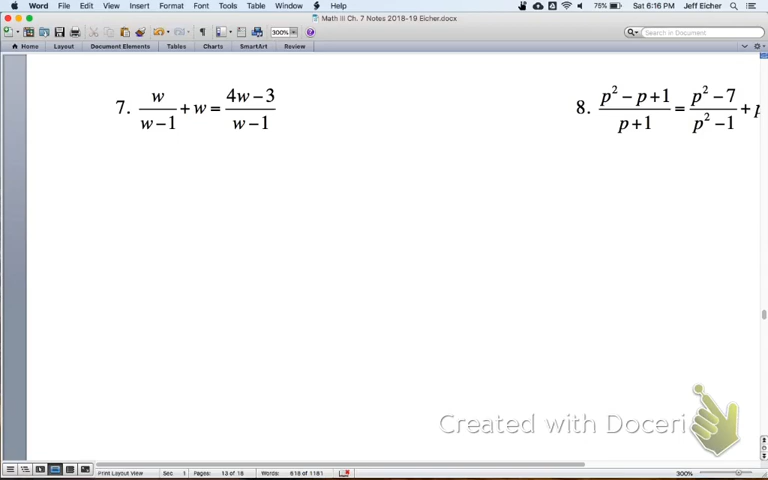 Word File Edit View Insert Format Tools Table Window Help 75% Sat 6:16 PM Jeff Eicher
Math III Ch. 7 Notes 2018-19 Eicher.docx
300% Search in Document
Home Layout Document Elements Tables Charts SmartArt Review
7. w/(w−1) + w = (4w−3)/(w−1)
8. (p²−p+1)/(p+1) = (p²−7)/(p²−1) + p
Created with Doceri
Print Layout View Sec 1 Pages: 13 of 18 Words: 618 of 1181 300%